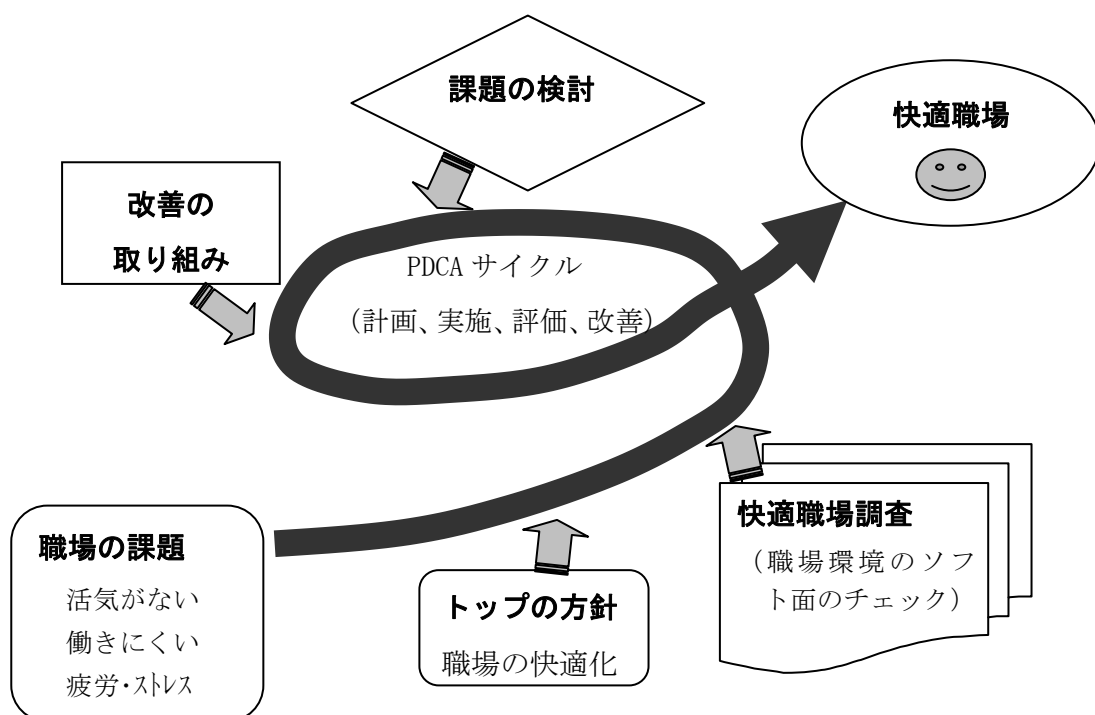 課題の検討
快適職場
改善の
取り組み
PDCA サイクル
(計画、実施、評価、改善)
職場の課題
活気がない
働きにくい
疲労・ｽﾄﾚｽ
トップの方針
職場の快適化
快適職場調査
(職場環境のソフ
ト面のチェック)